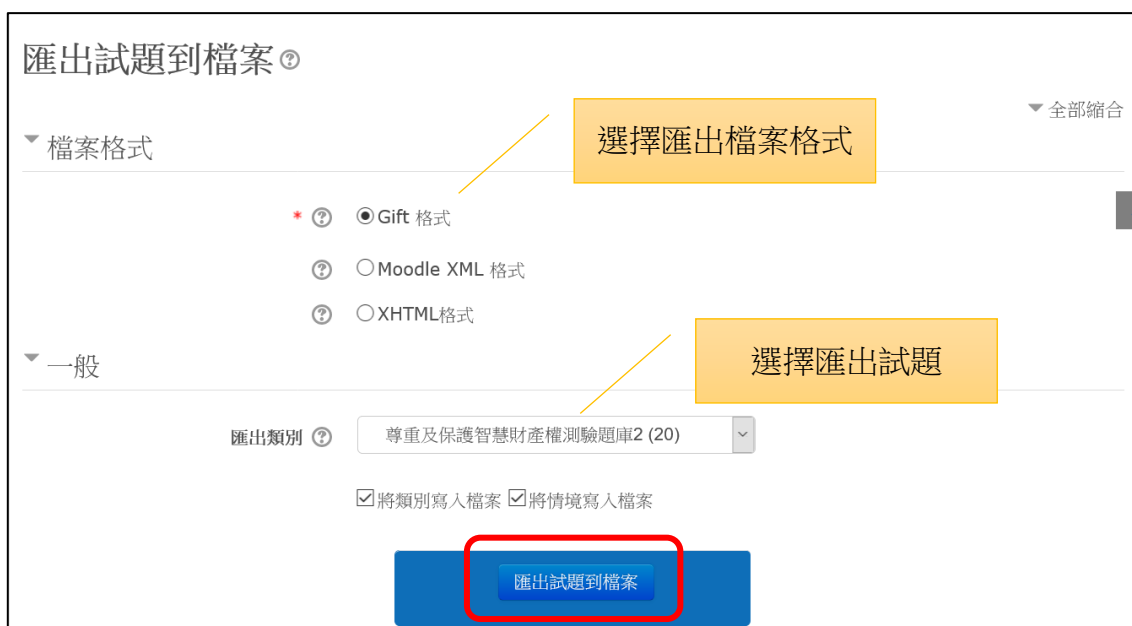 匯出試題到檔案
全部縮合
選擇匯出檔案格式
檔案格式
* Gift 格式
Moodle XML 格式
XHTML格式
選擇匯出試題
一般
匯出類別 尊重及保護智慧財產權測驗題庫2 (20)
將類別寫入檔案 將情境寫入檔案
匯出試題到檔案